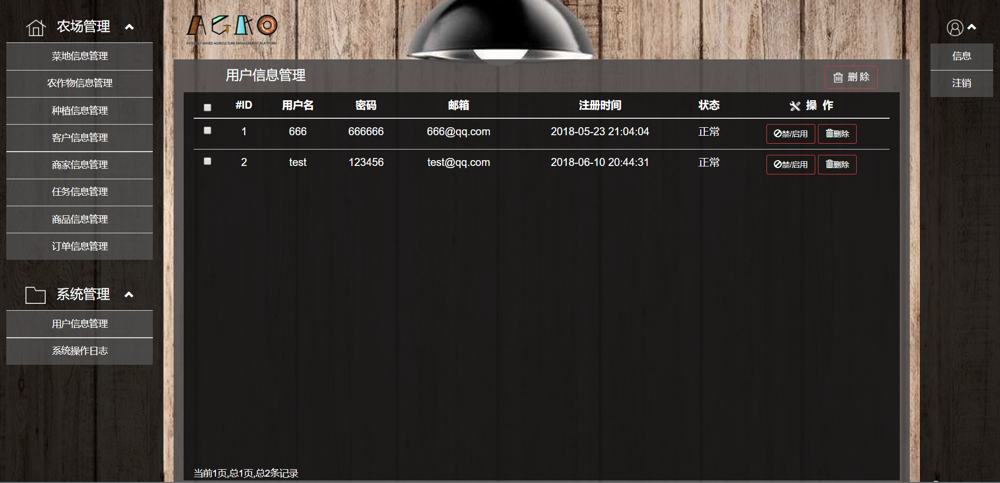 农场管理
菜地信息管理
农作物信息管理
种植信息管理
客户信息管理
商家信息管理
任务信息管理
商品信息管理
订单信息管理
系统管理
用户信息管理
系统操作日志
AGRO
INTERNET-BASED AGRICULTURE MANAGEMENT PLATFORM
用户信息管理
删除
#ID 用户名 密码 邮箱 注册时间 状态 操 作
1 666 666666 666@qq.com 2018-05-23 21:04:04 正常 禁/启用 删除
2 test 123456 test@qq.com 2018-06-10 20:44:31 正常 禁/启用 删除
当前1页,总1页,总2条记录
信息
注销